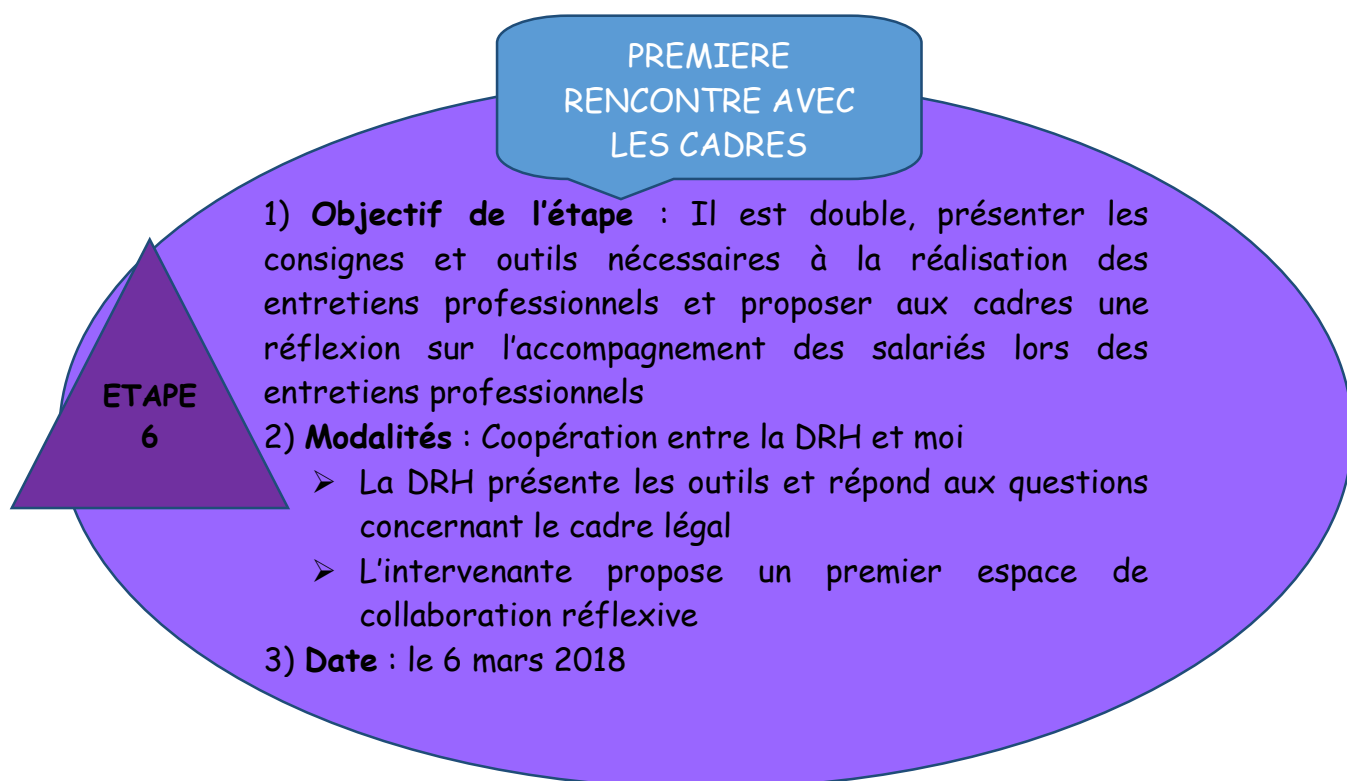 PREMIERE
RENCONTRE AVEC
LES CADRES
1) Objectif de l’étape : Il est double, présenter les
consignes et outils nécessaires à la réalisation des
entretiens professionnels et proposer aux cadres une
réflexion sur l’accompagnement des salariés lors des
entretiens professionnels
ETAPE
6
2) Modalités : Coopération entre la DRH et moi
➢ La DRH présente les outils et répond aux questions
concernant le cadre légal
➢ L’intervenante propose un premier espace de
collaboration réflexive
3) Date : le 6 mars 2018